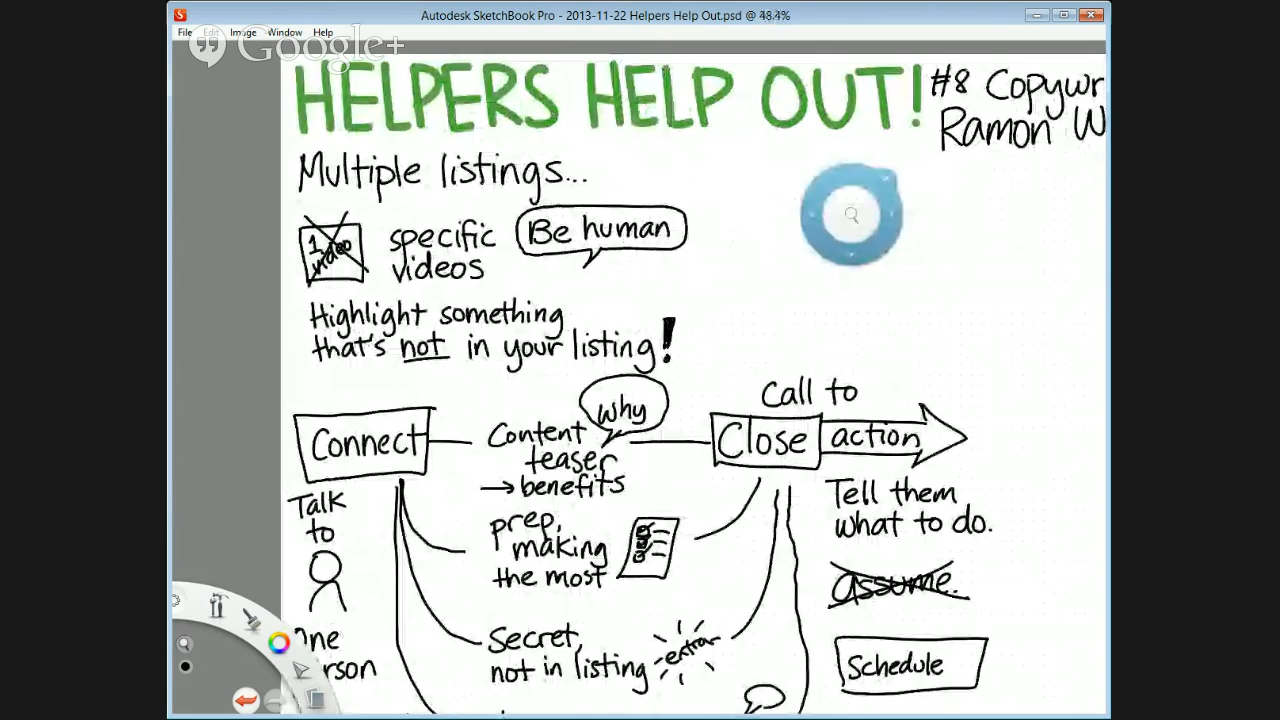 Autodesk SketchBook Pro - 2013-11-22 Helpers Help Out.psd @ 48.4%
File Edit Image Window Help
Google+
HELPERS HELP OUT!
#8 Copywr
Ramon W
Multiple listings...
1 video
specific videos
Be human
Highlight something
that's not in your listing!
Connect
Content
teaser
→ benefits
why
Close
Call to
action
Talk
to
One
rson
prep,
making
the most
Secret,
not in listing
extra
Tell them
what to do.
assume.
Schedule